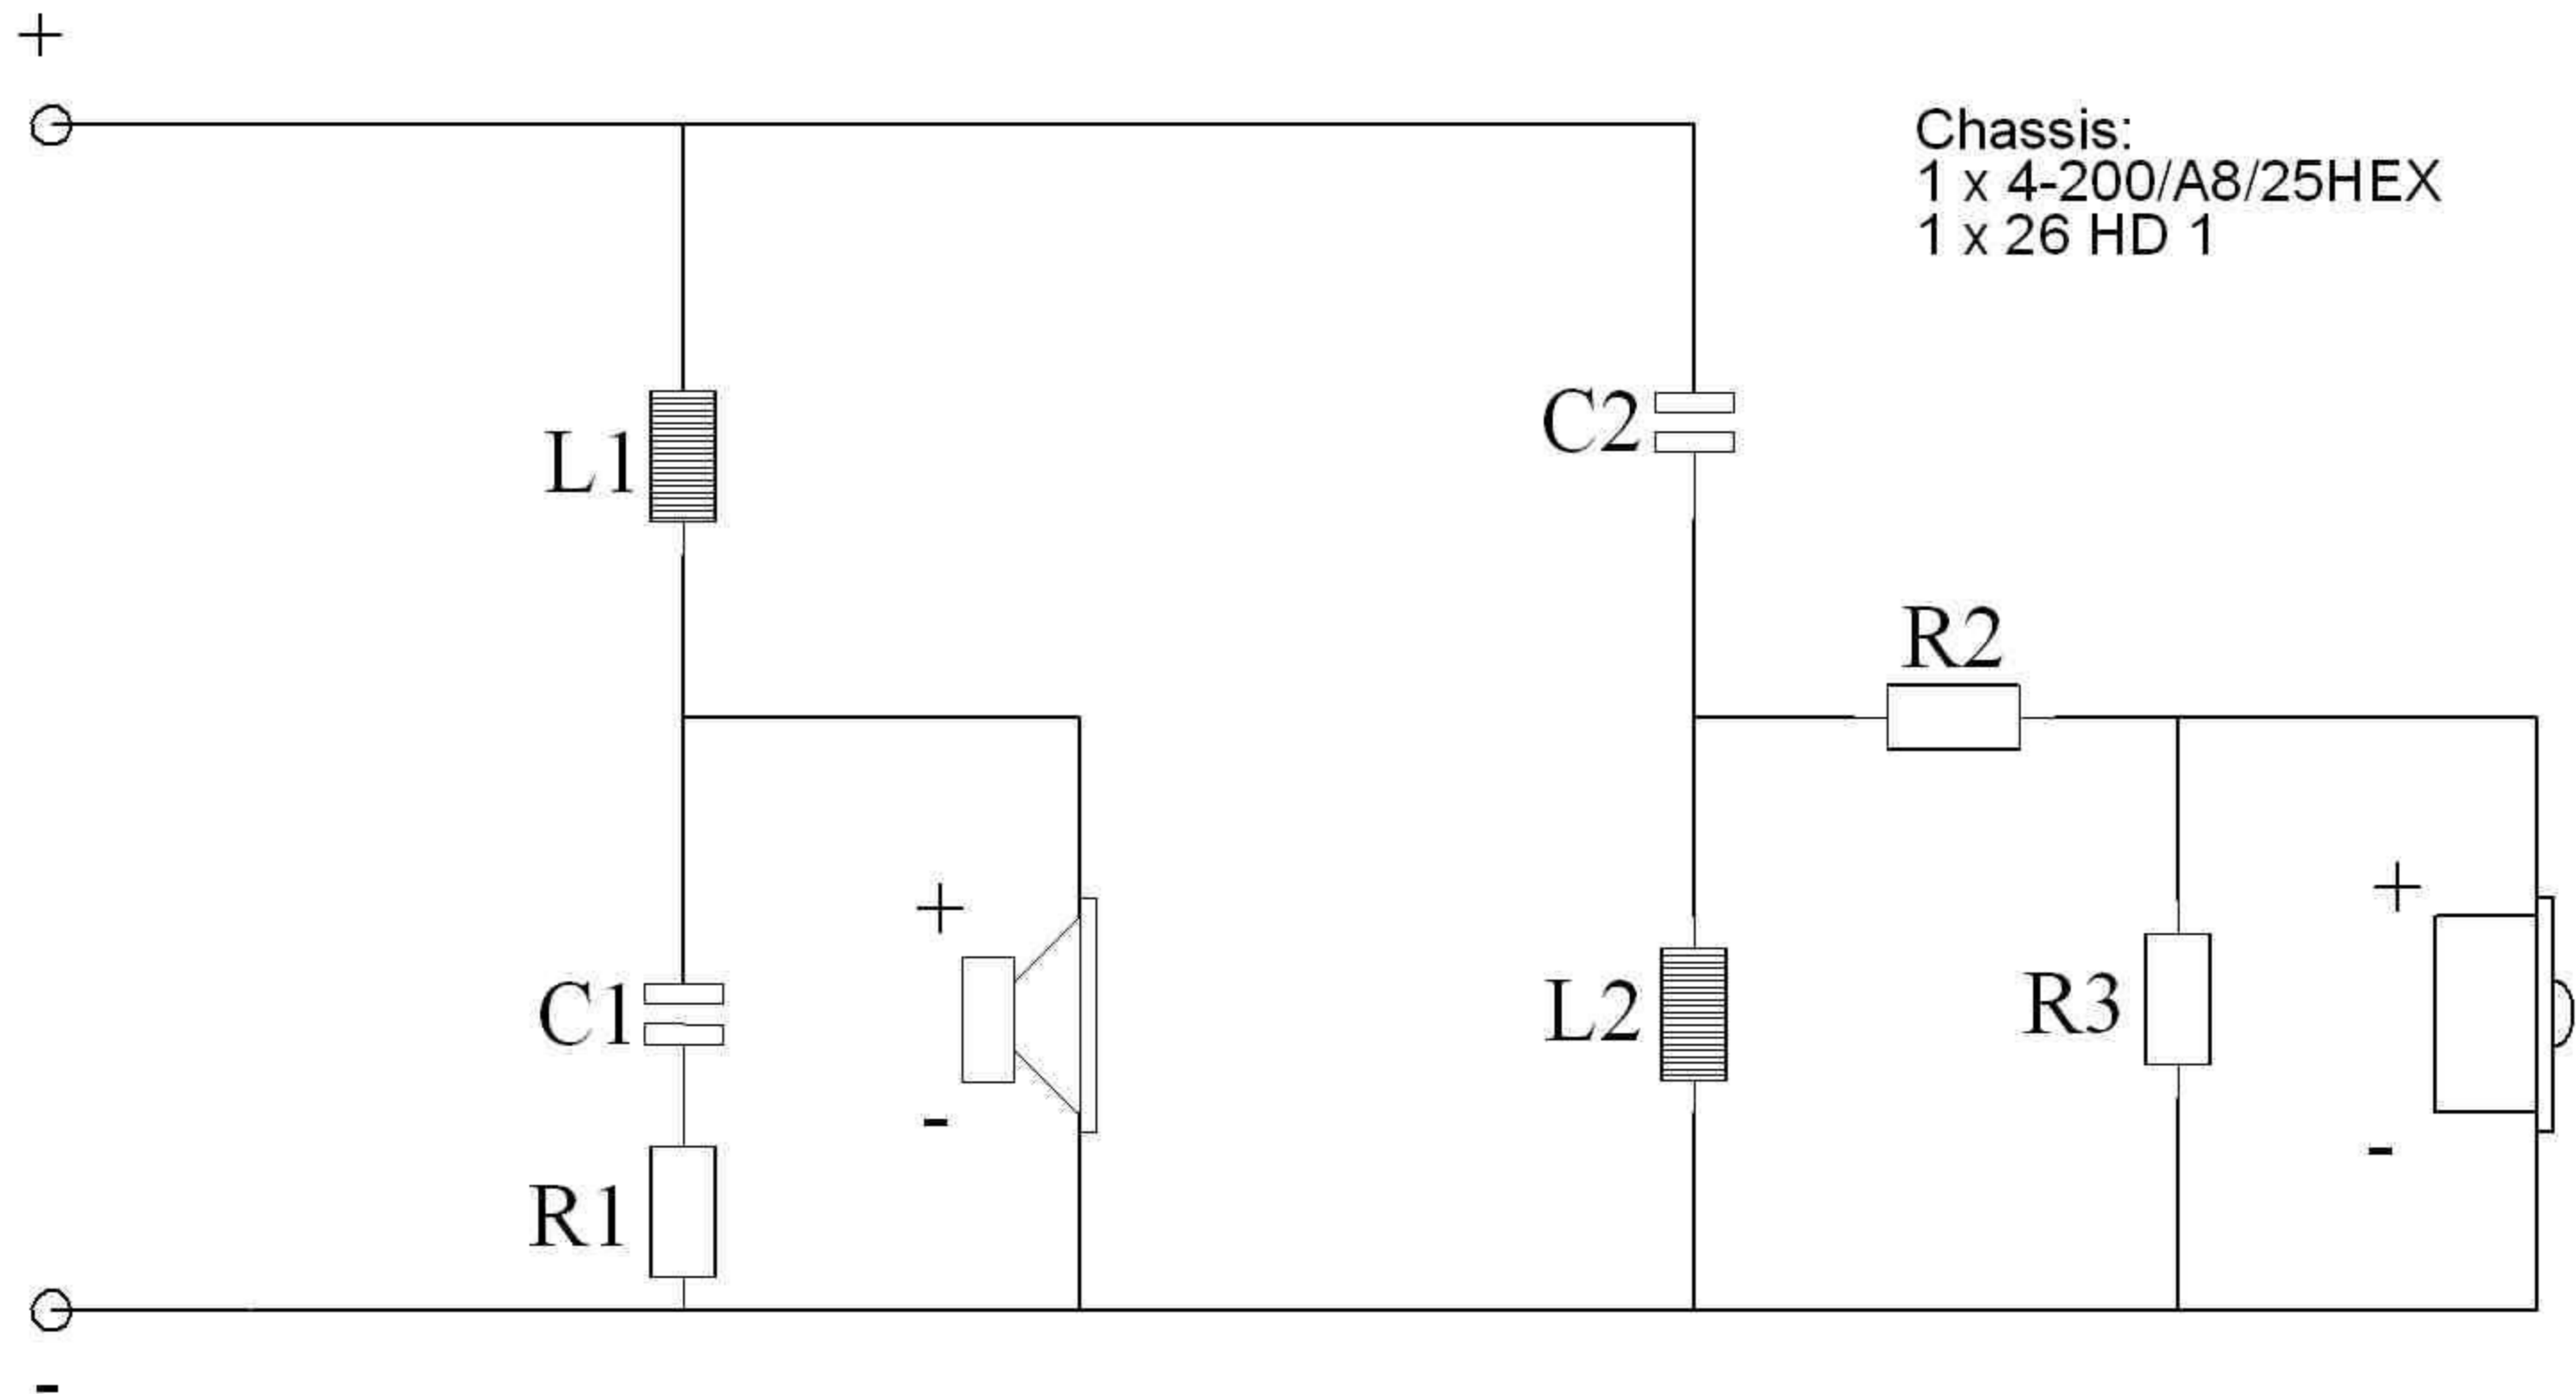 +
Chassis:
1 x 4-200/A8/25HEX
1 x 26 HD 1
L1
C2
R2
+
+
C1
L2
R3
-
-
R1
-